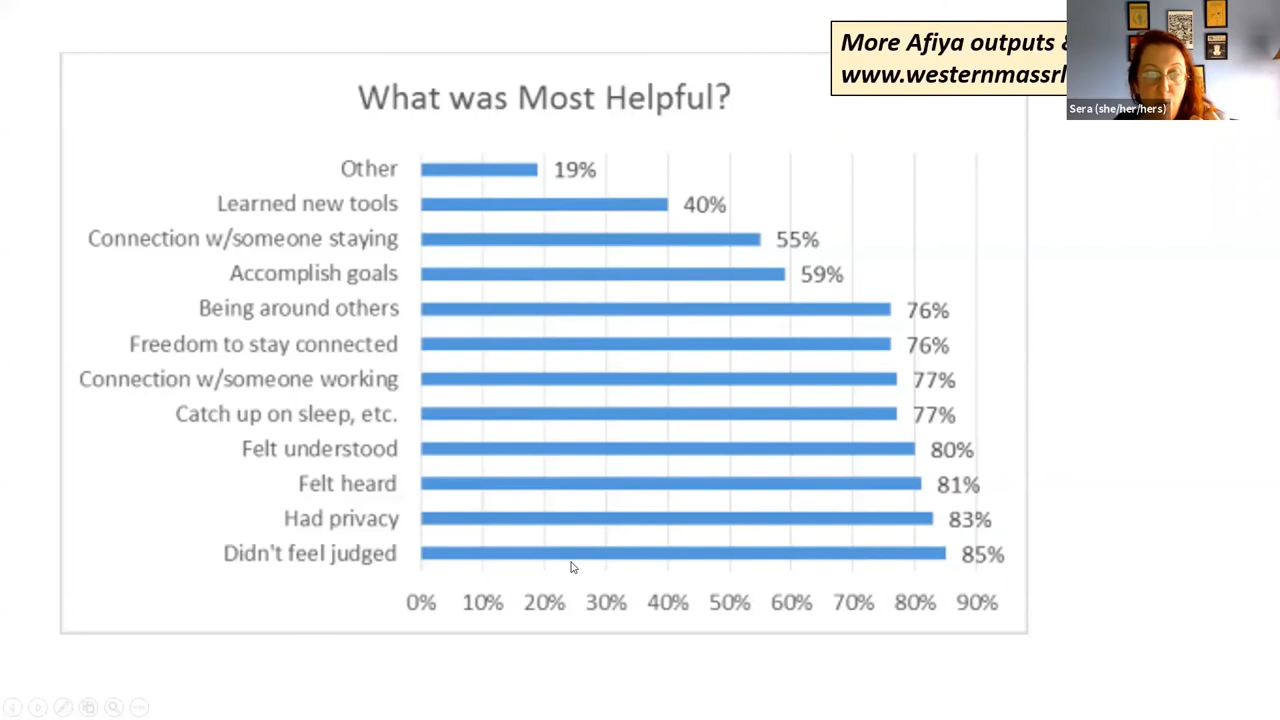 More Afiya outputs
www.westernmassrl
Sera (she/her/hers)
What was Most Helpful?
Other 19%
Learned new tools 40%
Connection w/someone staying 55%
Accomplish goals 59%
Being around others 76%
Freedom to stay connected 76%
Connection w/someone working 77%
Catch up on sleep, etc. 77%
Felt understood 80%
Felt heard 81%
Had privacy 83%
Didn't feel judged 85%
0% 10% 20% 30% 40% 50% 60% 70% 80% 90%